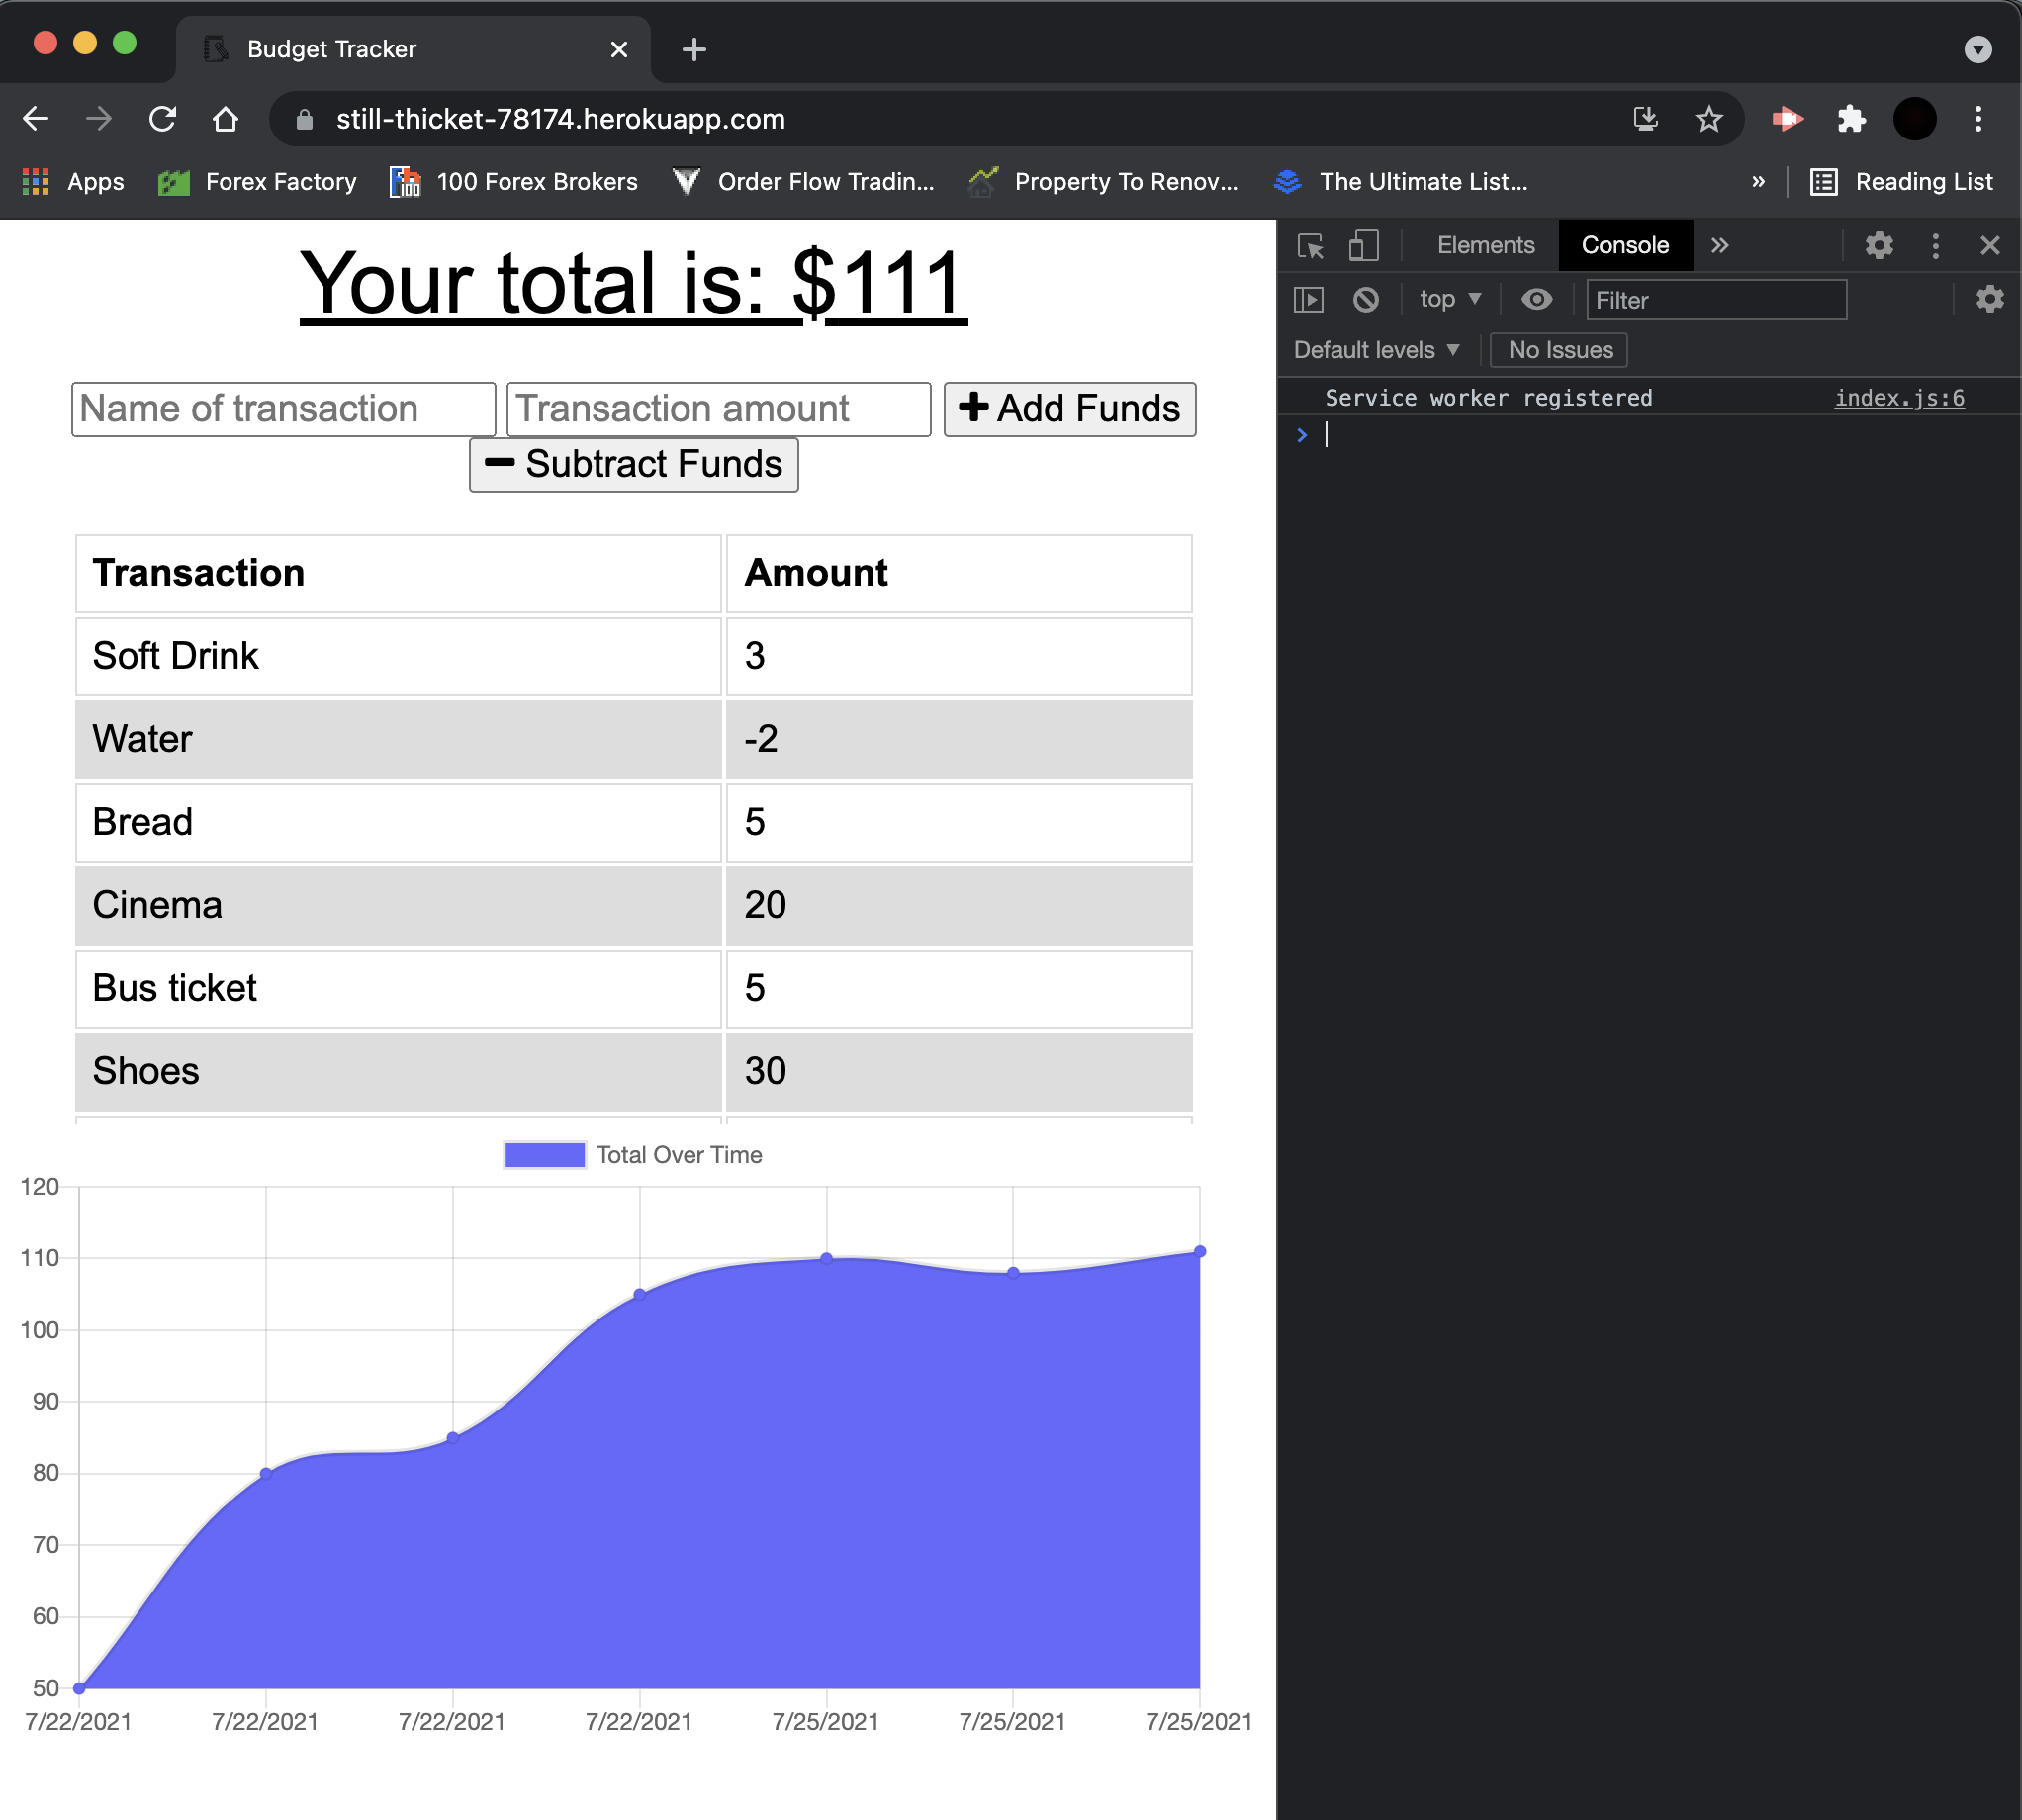 Budget Tracker
still-thicket-78174.herokuapp.com
Apps Forex Factory 100 Forex Brokers Order Flow Tradin... Property To Renov... The Ultimate List... » Reading List
Your total is: $111
Name of transaction Transaction amount Add Funds
Subtract Funds
Transaction Amount
Soft Drink 3
Water -2
Bread 5
Cinema 20
Bus ticket 5
Shoes 30
Total Over Time
120
110
100
90
80
70
60
50
7/22/2021 7/22/2021 7/22/2021 7/22/2021 7/25/2021 7/25/2021 7/25/2021
Elements Console »
top Filter
Default levels No Issues
Service worker registered index.js:6